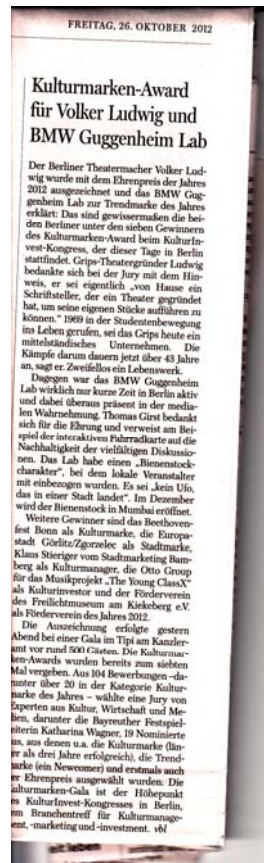 FREITAG, 26. OKTOBER 2012
Kulturmarken-Award
für Volker Ludwig und
BMW Guggenheim Lab
Der Berliner Theatermacher Volker Lud-
wig wurde mit dem Ehrenpreis der Jahres
2012 ausgezeichnet und das BMW Gug-
genheim Lab zur Trendmarke des Jahres
erklärt: Das sind gewissermaßen die bei-
den Berliner unter den sieben Gewinnern
des Kulturmarken-Award beim KulturIn-
vest-Kongress, der dieser Tage in Berlin
stattfindet. Grips-Theatergründer Ludwig
bedankte sich bei der Jury mit dem Hin-
weis, er sei eigentlich „von Hause ein
Schriftsteller, der ein Theater gegründet
hat, um seine eigenen Stücke aufführen zu
können.“ 1969 in der Studentenbewegung
ins Leben gerufen, sei das Grips heute ein
mittelständisches Unternehmen. Die
Kämpfe darum dauern jetzt über 43 Jahre
an, sagt er. Zweifellos ein Lebenswerk.
Dagegen war das BMW Guggenheim
Lab wirklich nur kurze Zeit in Berlin aktiv
und dabei überaus präsent in der media-
len Wahrnehmung. Thomas Girst bedankt
sich für die Ehrung und verweist am Bei-
spiel der interaktiven Fahrradkarte auf die
Nachhaltigkeit der vielfältigen Diskussio-
nen. Das Lab habe einen „Bienenstock-
charakter“, bei dem lokale Veranstalter
mit einbezogen wurden. Es sei „kein Ufo,
das in einer Stadt landet“. Im Dezember
wird der Bienenstock in Mumbai eröffnet.
Weitere Gewinner sind das Beethoven-
fest Bonn als Kulturmarke, die Europa-
stadt Görlitz/Zgorzelec als Stadtmarke,
Klaus Stieriger vom Stadtmarketing Bam-
berg als Kulturmanager, die Otto Group
für das Musikprojekt „The Young ClassX“
als Kulturinvestor und der Förderverein
des Freilichtmuseum am Kiekeberg e.V.
als Förderverein des Jahres 2012.
Die Auszeichnung erfolgte gestern
Abend bei einer Gala im Tipi am Kanzler-
amt vor rund 500 Gästen. Die Kulturmar-
ken-Awards wurden bereits zum siebten
Mal vergeben. Aus 104 Bewerbungen –da-
runter über 20 in der Kategorie Kultur-
marke des Jahres – wählte eine Jury von
Experten aus Kultur, Wirtschaft und Me-
dien, darunter die Bayreuther Festspiel-
eiterin Katharina Wagner, 19 Nominierte
us, aus denen u.a. die Kulturmarke (län-
er als drei Jahre erfolgreich), die Trend-
arke (ein Newcomer) und erstmals auch
er Ehrenpreis ausgewählt wurden. Die
ulturmarken-Gala ist der Höhepunkt
es KulturInvest-Kongresses in Berlin,
em Branchentreff für Kulturmanage-
ent, -marketing und -investment. vbl